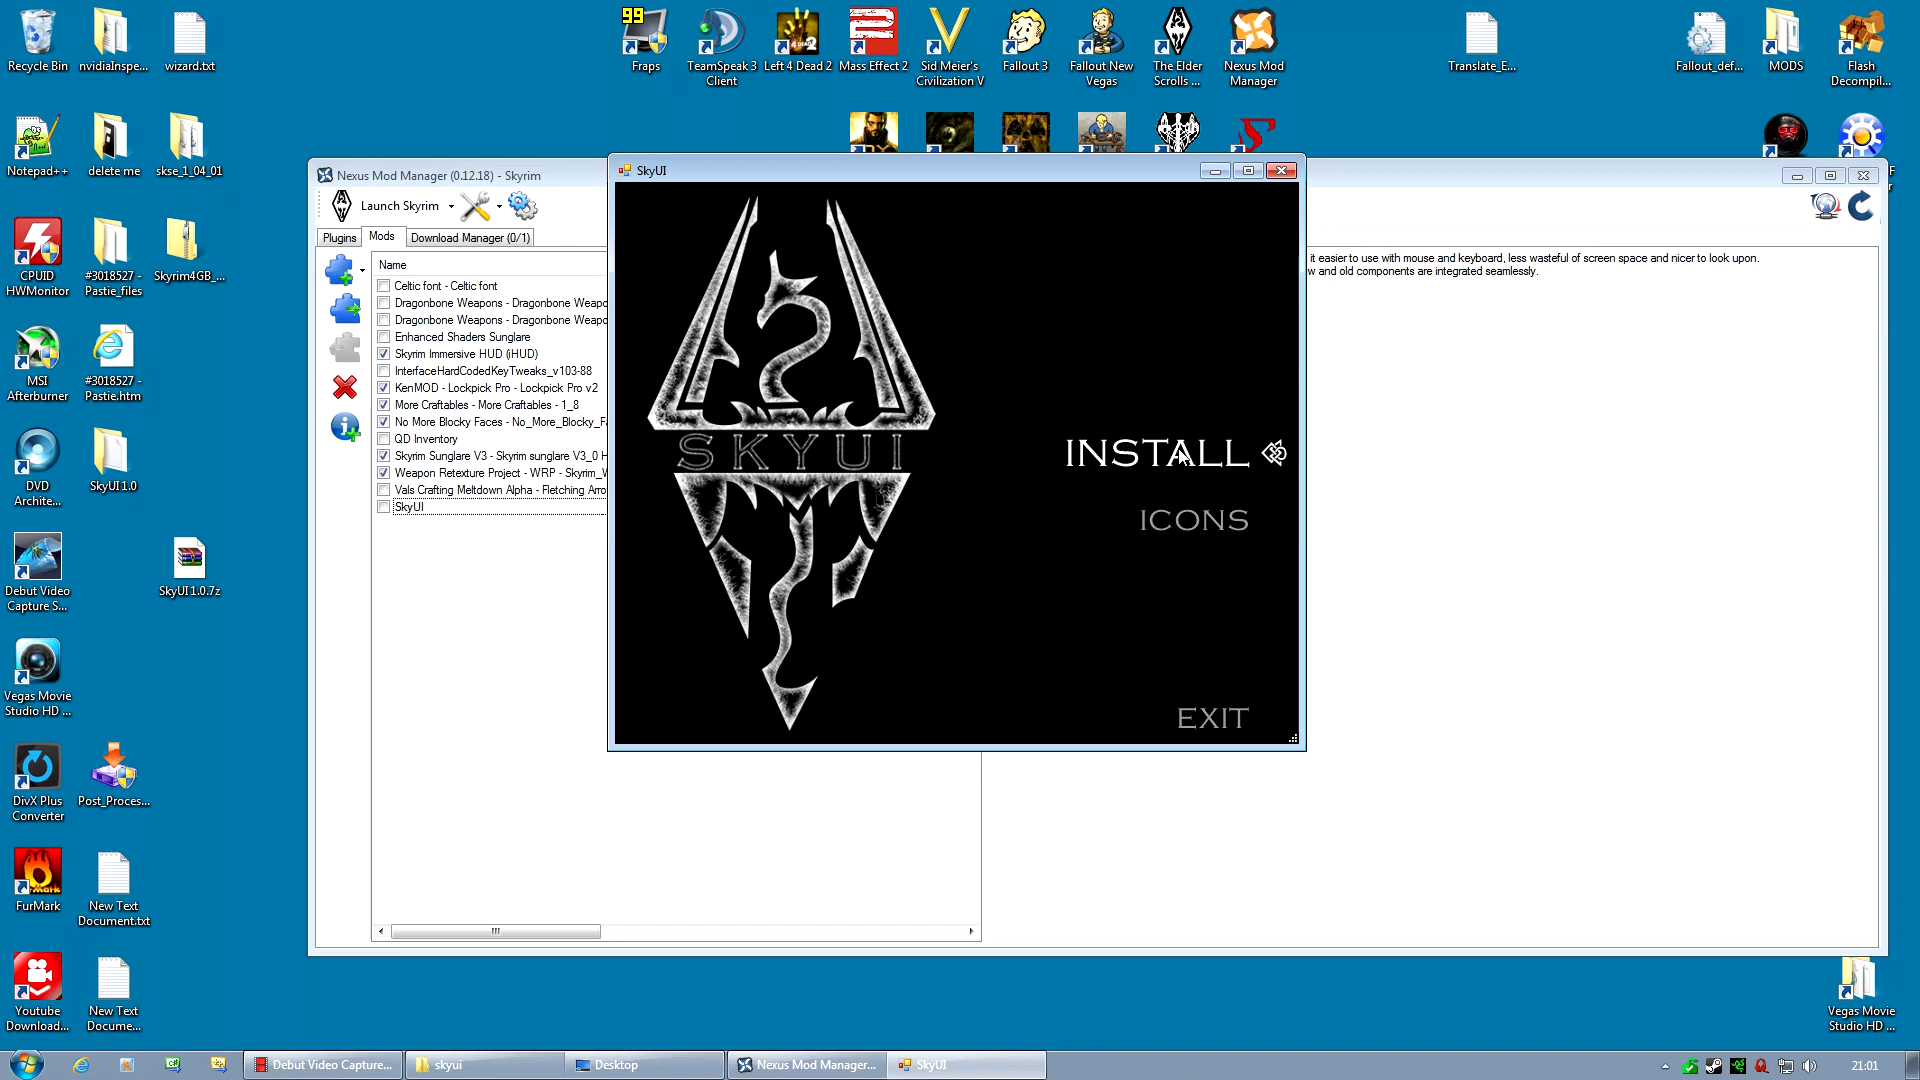 99
Recycle Bin
nvidiaInspe...
wizard.txt
Fraps
TeamSpeak 3
Client
Left 4 Dead 2
Mass Effect 2
Sid Meier's
Civilization V
Fallout 3
Fallout New
Vegas
The Elder
Scrolls ...
Nexus Mod
Manager
Translate_E...
Fallout_def...
MODS
Flash
Decompil...
Notepad++
delete me
skse_1_04_01
CPUID
HWMonitor
#3018527 -
Pastie_files
Skyrim4GB_...
MSI
Afterburner
#3018527 -
Pastie.htm
DVD
Archite...
SkyUI1.0
Debut Video
Capture S...
SkyUI1.0.7z
Vegas Movie
Studio HD ...
DivX Plus
Converter
Post_Proces...
FurMark
New Text
Document.txt
Youtube
Download...
New Text
Docume...
Vegas Movie
Studio HD ...
Nexus Mod Manager (0.12.18) - Skyrim
Launch Skyrim
Plugins
Mods
Download Manager (0/1)
Name
Celtic font - Celtic font
Dragonbone Weapons - Dragonbone Weapo
Dragonbone Weapons - Dragonbone Weapo
Enhanced Shaders Sunglare
Skyrim Immersive HUD (iHUD)
InterfaceHardCodedKeyTweaks_v103-88
KenMOD - Lockpick Pro - Lockpick Pro v2
More Craftables - More Craftables - 1_8
No More Blocky Faces - No_More_Blocky_Fa
QD Inventory
Skyrim Sunglare V3 - Skyrim sunglare V3_0 H
Weapon Retexture Project - WRP - Skyrim_W
Vals Crafting Meltdown Alpha - Fletching Arro
SkyUI
it easier to use with mouse and keyboard, less wasteful of screen space and nicer to look upon.
w and old components are integrated seamlessly.
SkyUI
SKYUI
INSTALL
ICONS
EXIT
Debut Video Capture...
skyui
Desktop
Nexus Mod Manager...
SkyUI
21:01